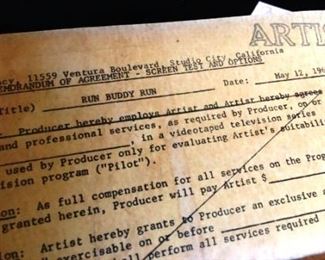 ARTIS
ncy, 11559 Ventura Boulevard, Studio City, California
MEMORANDUM OF AGREEMENT - SCREEN TEST AND OPTIONS
Title) RUN BUDDY RUN Date: May 12, 196
Producer hereby employs Artist and Artist hereby agrees
and professional services, as required by Producer, on or
, in a videotaped television series
used by Producer only for evaluating Artist's suitabili
vision program ("Pilot").
ion: As full compensation for all services on the Prog
granted herein, Producer will pay Artist $
on: Artist hereby grants to Producer an exclusive
exercisable on or before
shall perform all services required